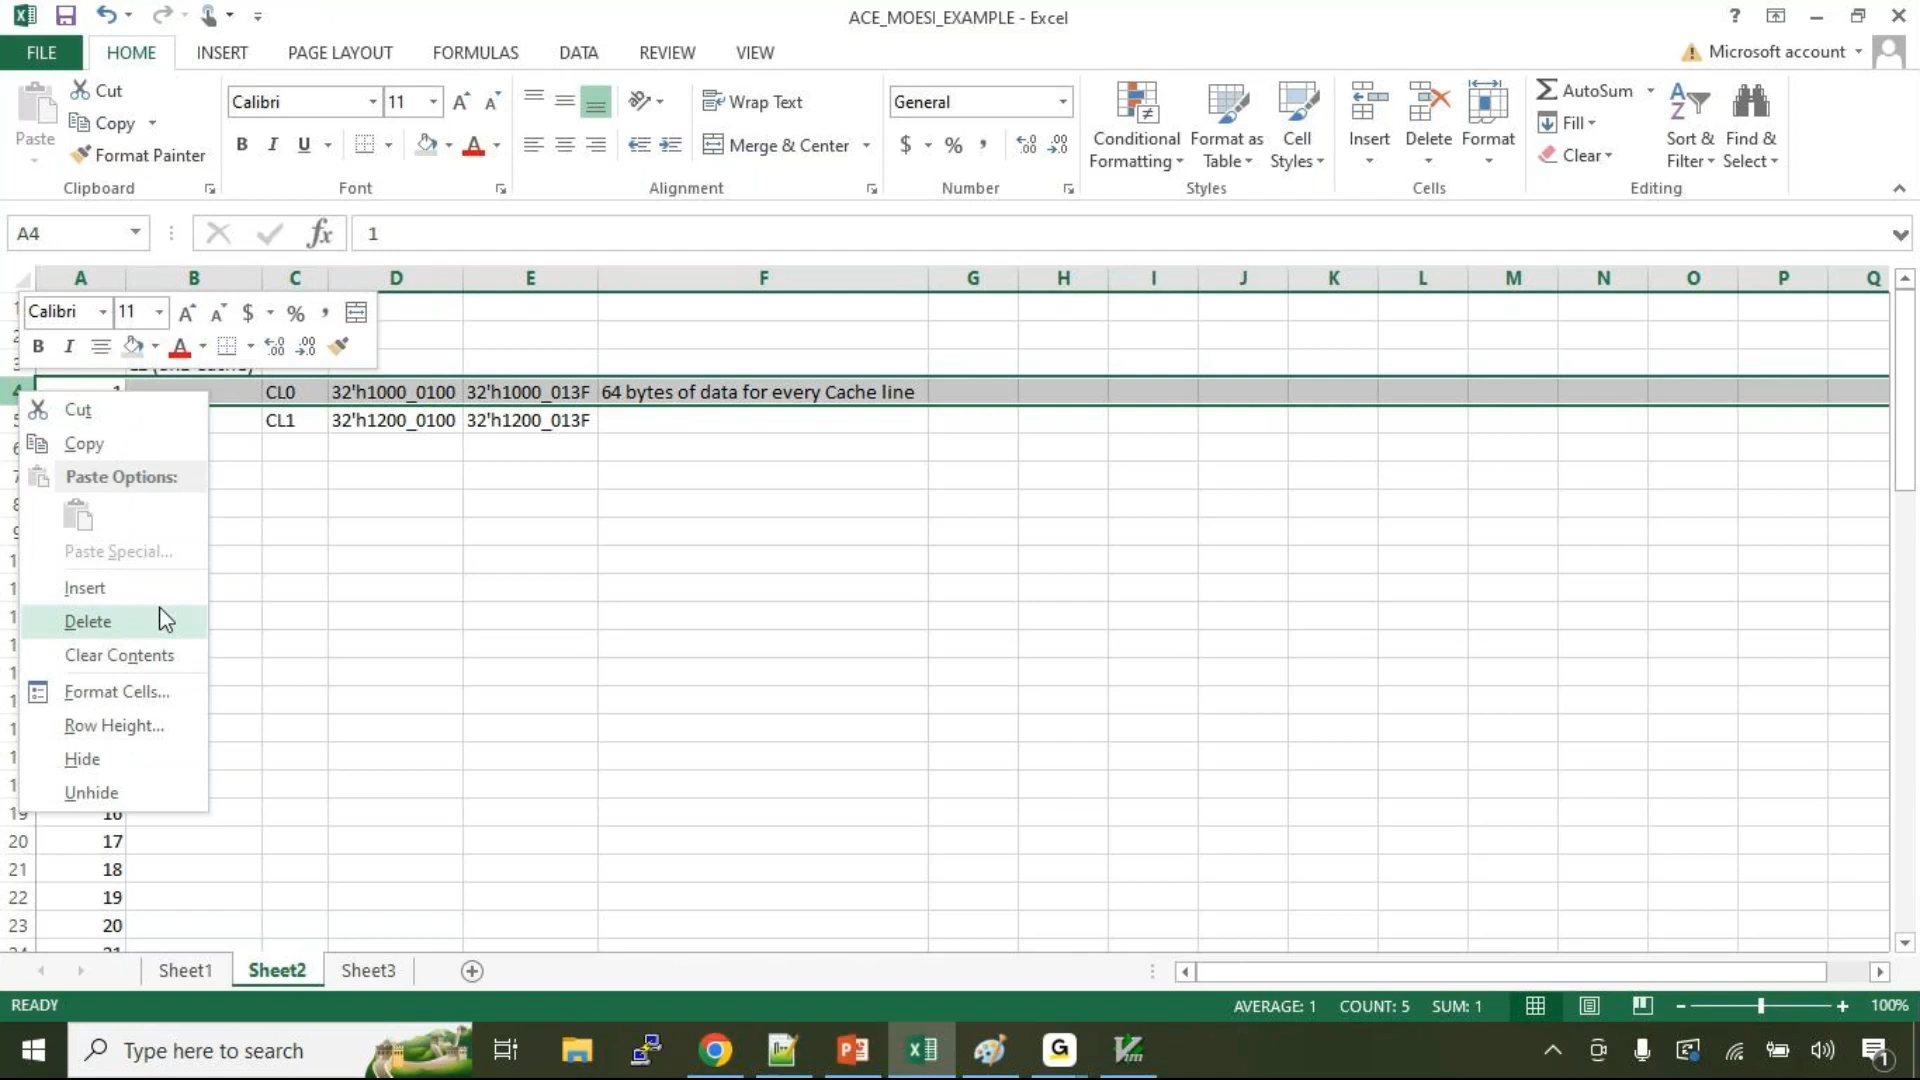 ACE_MOESI_EXAMPLE - Excel
FILE HOME INSERT PAGE LAYOUT FORMULAS DATA REVIEW VIEW Microsoft account
Paste Cut Copy Format Painter
Clipboard
Calibri 11
B I U A
Font
Wrap Text
Merge & Center
Alignment
General
$ % ,
Number
Conditional Formatting Format as Table Cell Styles
Styles
Insert Delete Format
Cells
AutoSum
Fill
Clear
Sort & Filter Find & Select
Editing
A4 fx 1
A B C D E F G H I J K L M N O P Q
Calibri 11 A A $ % ,
B I A
CL0 32'h1000_0100 32'h1000_013F 64 bytes of data for every Cache line
CL1 32'h1200_0100 32'h1200_013F
Cut
Copy
Paste Options:
Paste Special...
Insert
Delete
Clear Contents
Format Cells...
Row Height...
Hide
Unhide
19 16
20 17
21 18
22 19
23 20
Sheet1 Sheet2 Sheet3
READY AVERAGE: 1 COUNT: 5 SUM: 1 100%
Type here to search